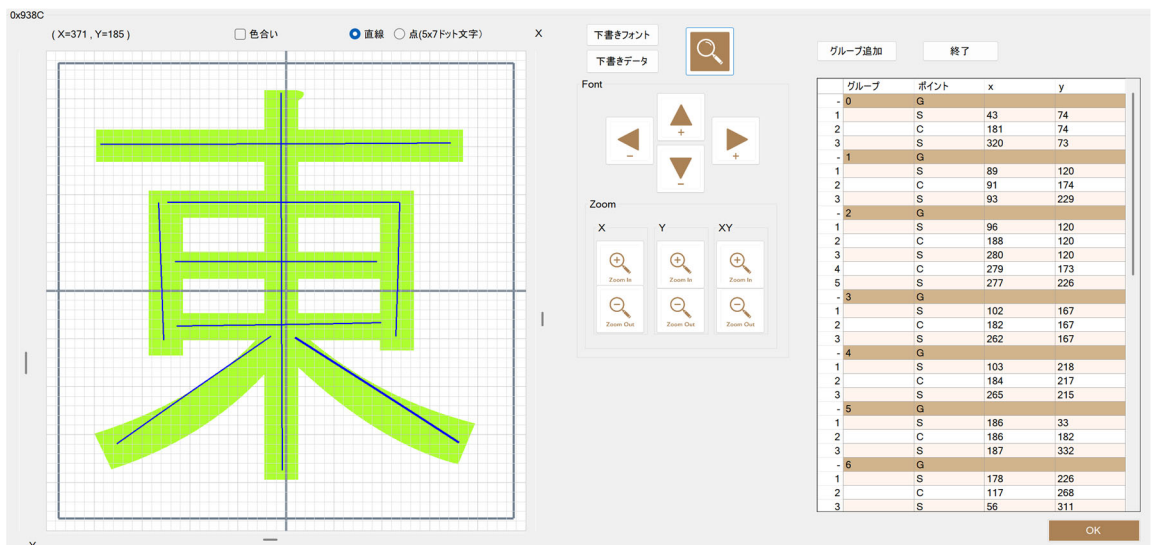 0x938C
( X=371 , Y=185 )
色合い
直線
点(5x7ドット文字)
X
東
Y
下書きフォント
下書きデータ
Font
+
-
+
-
Zoom
X
Y
XY
Zoom In
Zoom In
Zoom In
Zoom Out
Zoom Out
Zoom Out
グループ追加
終了
グループ ポイント x y
- 0 G
1 S 43 74
2 C 181 74
3 S 320 73
- 1 G
1 S 89 120
2 C 91 174
3 S 93 229
- 2 G
1 S 96 120
2 C 188 120
3 S 280 120
4 C 279 173
5 S 277 226
- 3 G
1 S 102 167
2 C 182 167
3 S 262 167
- 4 G
1 S 103 218
2 C 184 217
3 S 265 215
- 5 G
1 S 186 33
2 C 186 182
3 S 187 332
- 6 G
1 S 178 226
2 C 117 268
3 S 56 311
OK